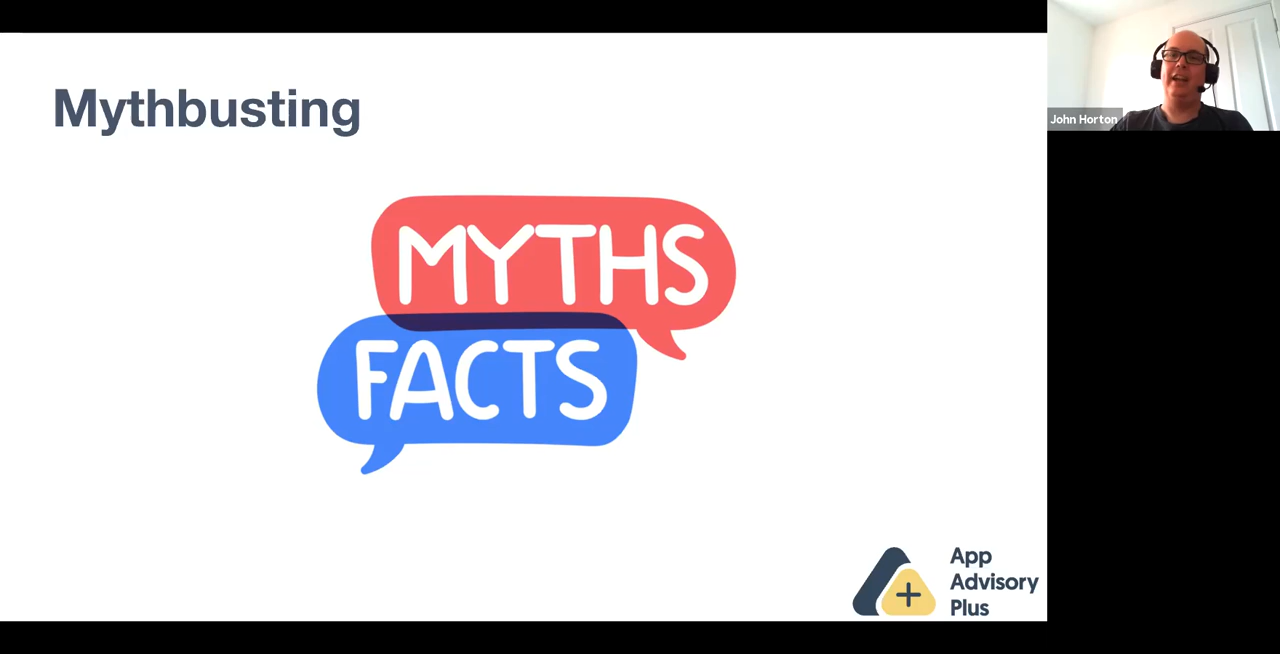 Mythbusting
MYTHS
FACTS
App
Advisory
Plus
John Horton